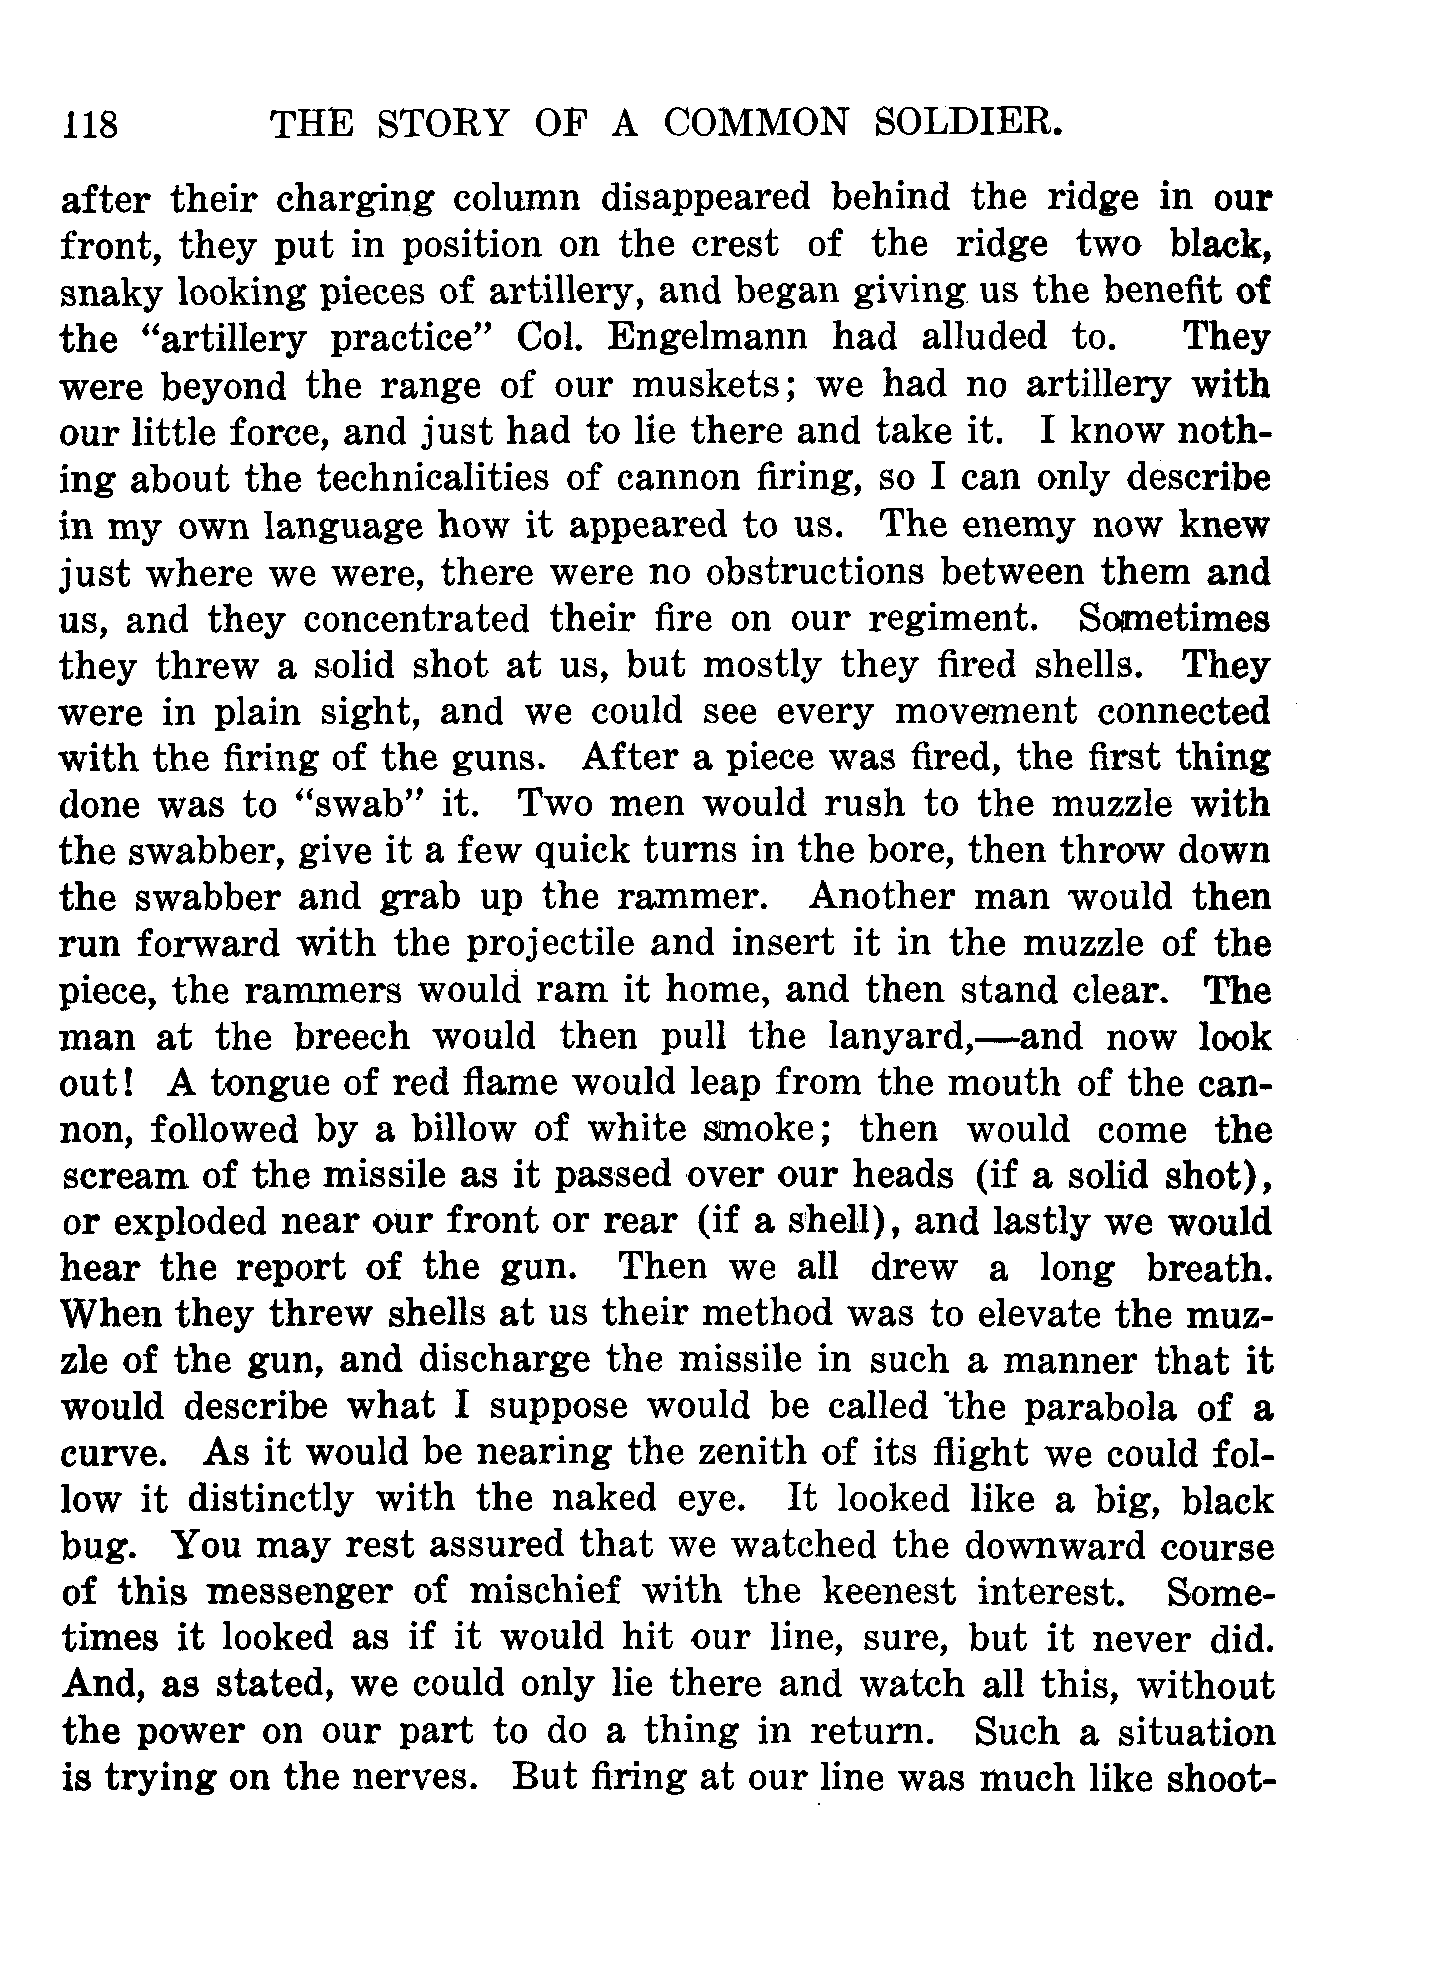 118 THE STORY OF A COMMON SOLDIER.
after their charging column disappeared behind the ridge in our
front, they put in position on the crest of the ridge two black,
snaky looking pieces of artillery, and began giving us the benefit of
the “artillery practice” Col. Engelmann had alluded to. They
were beyond the range of our muskets; we had no artillery with
our little force, and just had to lie there and take it. I know noth-
ing about the technicalities of cannon firing, so I can only describe
in my own language how it appeared to us. The enemy now knew
just where we were, there were no obstructions between them and
us, and they concentrated their fire on our regiment. Sometimes
they threw a solid shot at us, but mostly they fired shells. They
were in plain sight, and we could see every movement connected
with the firing of the guns. After a piece was fired, the first thing
done was to “swab” it. Two men would rush to the muzzle with
the swabber, give it a few quick turns in the bore, then throw down
the swabber and grab up the rammer. Another man would then
run forward with the projectile and insert it in the muzzle of the
piece, the rammers would ram it home, and then stand clear. The
man at the breech would then pull the lanyard,—and now look
out! A tongue of red flame would leap from the mouth of the can-
non, followed by a billow of white smoke; then would come the
scream of the missile as it passed over our heads (if a solid shot),
or exploded near our front or rear (if a shell), and lastly we would
hear the report of the gun. Then we all drew a long breath.
When they threw shells at us their method was to elevate the muz-
zle of the gun, and discharge the missile in such a manner that it
would describe what I suppose would be called the parabola of a
curve. As it would be nearing the zenith of its flight we could fol-
low it distinctly with the naked eye. It looked like a big, black
bug. You may rest assured that we watched the downward course
of this messenger of mischief with the keenest interest. Some-
times it looked as if it would hit our line, sure, but it never did.
And, as stated, we could only lie there and watch all this, without
the power on our part to do a thing in return. Such a situation
is trying on the nerves. But firing at our line was much like shoot-